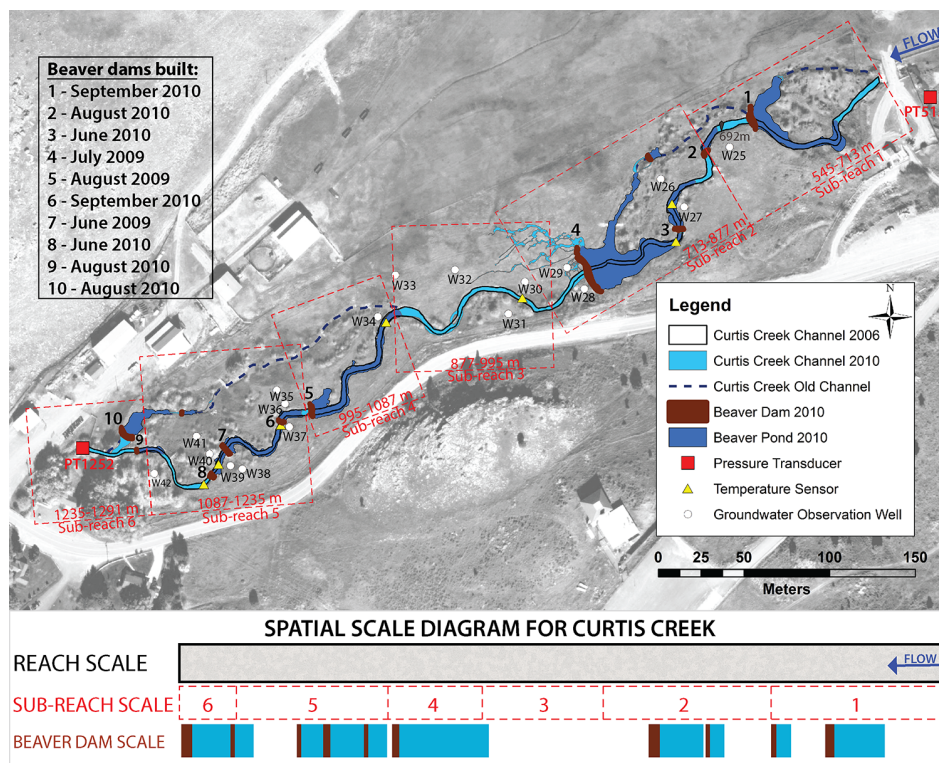 Beaver dams built:
1 - September 2010
2 - August 2010
3 - June 2010
4 - July 2009
5 - August 2009
6 - September 2010
7 - June 2009
8 - June 2010
9 - August 2010
10 - August 2010
FLOW
PT51
1
692m
2
W25
545-713 m
Sub-reach 1
W26
W27
3
713-877 m
Sub-reach 2
4
W29
W28
W33
W32
W30
W31
W34
877-995 m
Sub-reach 3
W35
W36
5
995-1087 m
Sub-reach 4
6
W37
10
9
7
W41
W40
8
W39
W38
PT1252
W42
1087-1235 m
Sub-reach 5
1235-1291 m
Sub-reach 6
Legend
N
Curtis Creek Channel 2006
Curtis Creek Channel 2010
Curtis Creek Old Channel
Beaver Dam 2010
Beaver Pond 2010
Pressure Transducer
Temperature Sensor
Groundwater Observation Well
0 25 50 100 150
Meters
SPATIAL SCALE DIAGRAM FOR CURTIS CREEK
REACH SCALE
FLOW
SUB-REACH SCALE 6 5 4 3 2 1
BEAVER DAM SCALE